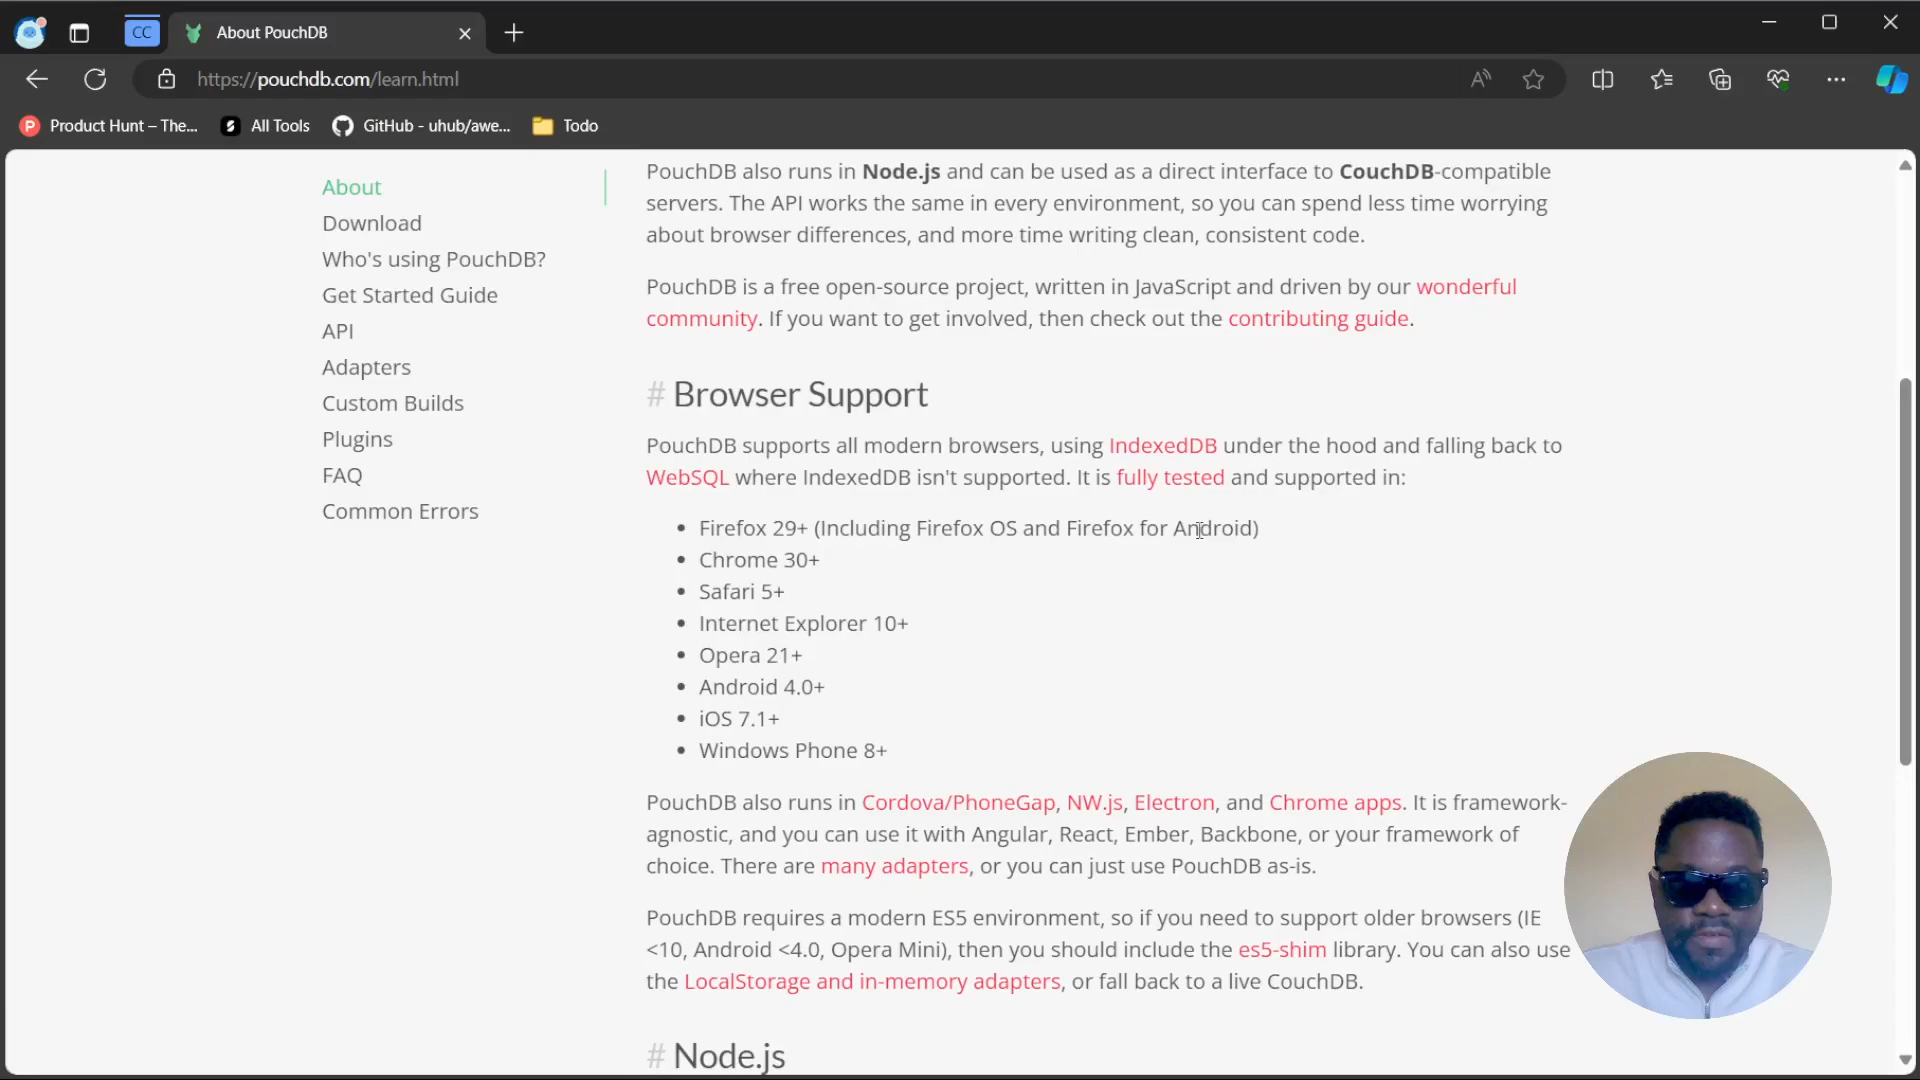 CC
About PouchDB
https://pouchdb.com/learn.html
Product Hunt – The...
All Tools
GitHub - uhub/awe...
Todo
About
Download
Who's using PouchDB?
Get Started Guide
API
Adapters
Custom Builds
Plugins
FAQ
Common Errors
PouchDB also runs in Node.js and can be used as a direct interface to CouchDB-compatible
servers. The API works the same in every environment, so you can spend less time worrying
about browser differences, and more time writing clean, consistent code.
PouchDB is a free open-source project, written in JavaScript and driven by our wonderful
community. If you want to get involved, then check out the contributing guide.
# Browser Support
PouchDB supports all modern browsers, using IndexedDB under the hood and falling back to
WebSQL where IndexedDB isn't supported. It is fully tested and supported in:
• Firefox 29+ (Including Firefox OS and Firefox for Android)
• Chrome 30+
• Safari 5+
• Internet Explorer 10+
• Opera 21+
• Android 4.0+
• iOS 7.1+
• Windows Phone 8+
PouchDB also runs in Cordova/PhoneGap, NW.js, Electron, and Chrome apps. It is framework-
agnostic, and you can use it with Angular, React, Ember, Backbone, or your framework of
choice. There are many adapters, or you can just use PouchDB as-is.
PouchDB requires a modern ES5 environment, so if you need to support older browsers (IE
<10, Android <4.0, Opera Mini), then you should include the es5-shim library. You can also use
the LocalStorage and in-memory adapters, or fall back to a live CouchDB.
# Node.js